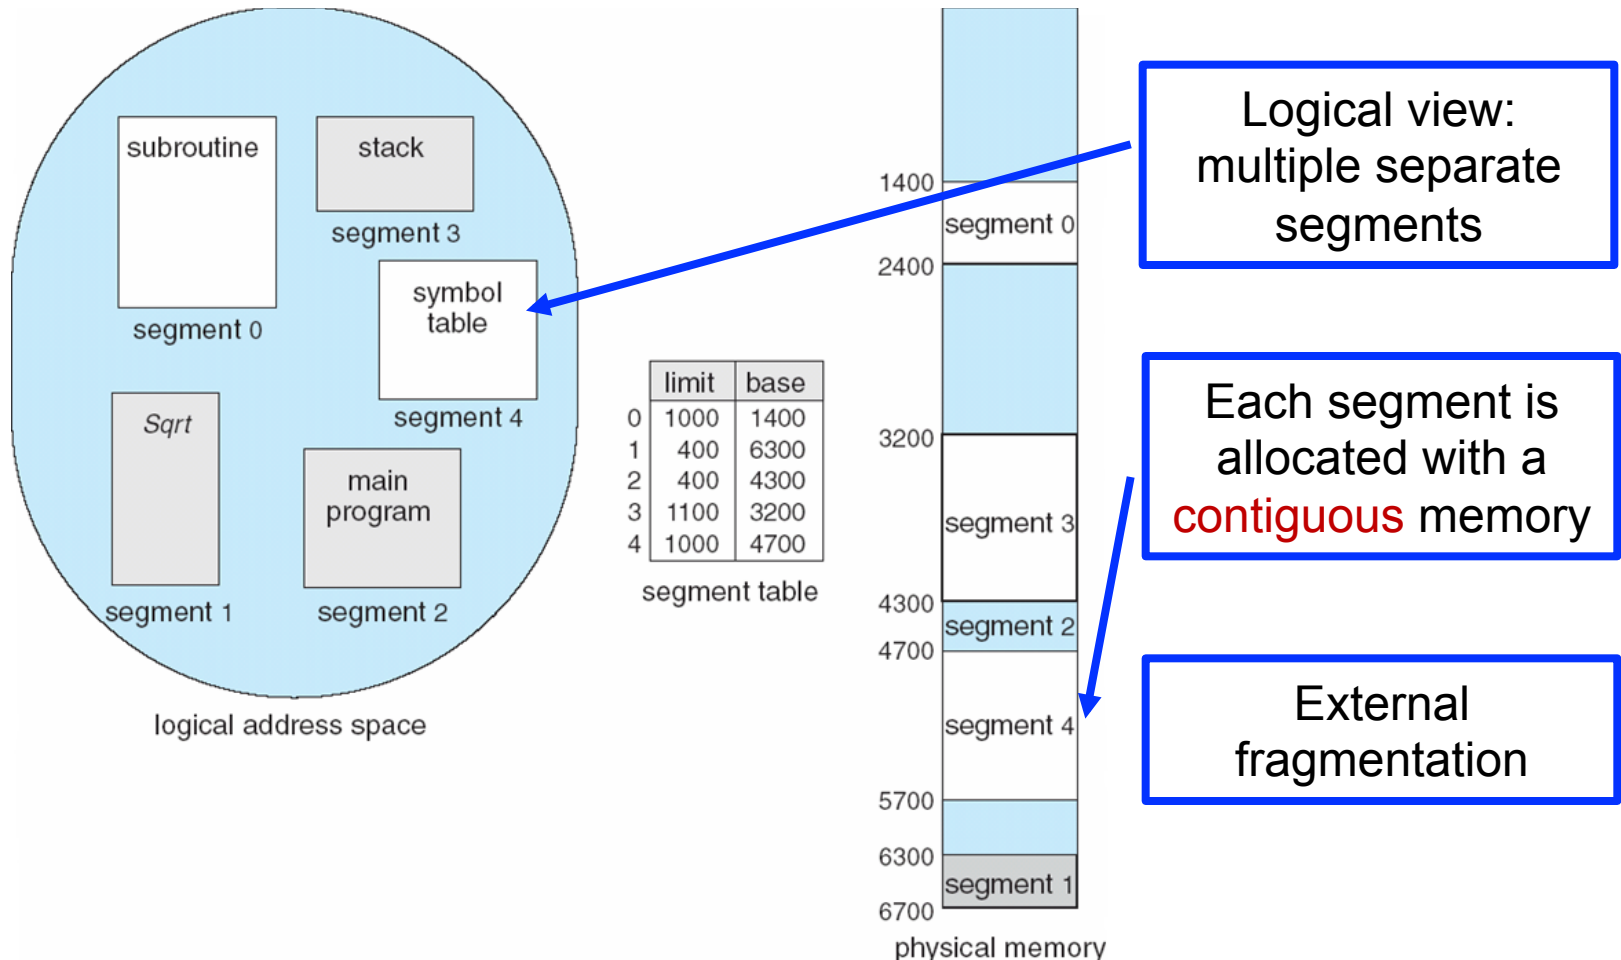 subroutine
segment 0
stack
segment 3
symbol
table
segment 4
Sqrt
segment 1
main
program
segment 2
logical address space
limit base
0 1000 1400
1 400 6300
2 400 4300
3 1100 3200
4 1000 4700
segment table
1400
segment 0
2400
3200
segment 3
4300
segment 2
4700
segment 4
5700
6300
segment 1
6700
physical memory
Logical view:
multiple separate
segments
Each segment is
allocated with a
contiguous memory
External
fragmentation